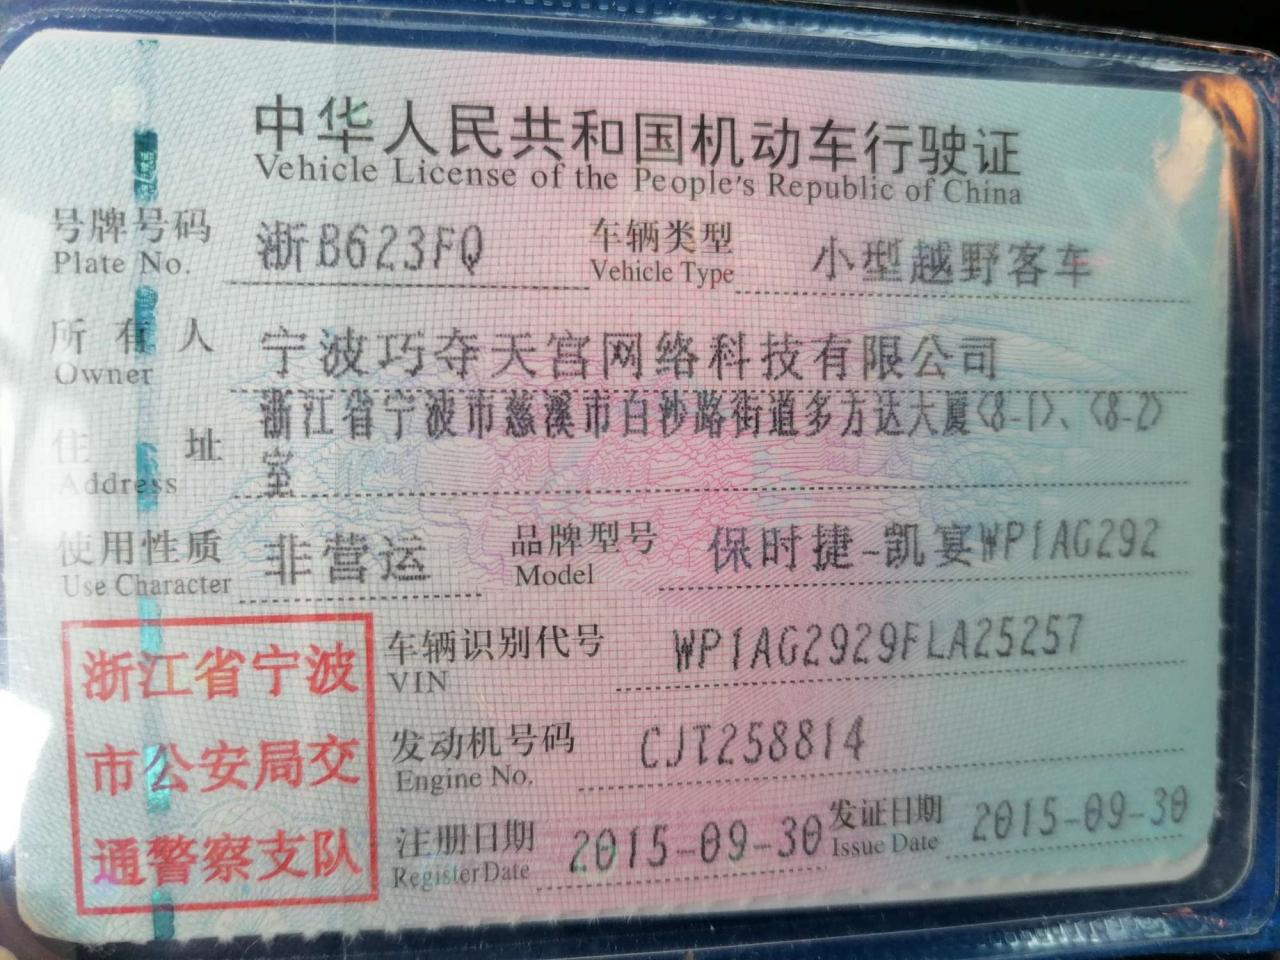 中华人民共和国机动车行驶证
Vehicle License of the People's Republic of China
号牌号码 浙B623FQ 车辆类型 小型越野客车
Plate No. Vehicle Type
所有人 宁波巧夺天宫网络科技有限公司
Owner
住址 浙江省宁波市慈溪市白沙路街道多方达大厦<8-1>、<8-2>
室
Address
使用性质 非营运 品牌型号 保时捷-凯宴WP1AG292
Use Character Model
车辆识别代号 WP1AG2929FLA25257
VIN
发动机号码 CJT258814
Engine No.
注册日期 2015-09-30 发证日期 2015-09-30
Register Date Issue Date
浙江省宁波
市公安局交
通警察支队